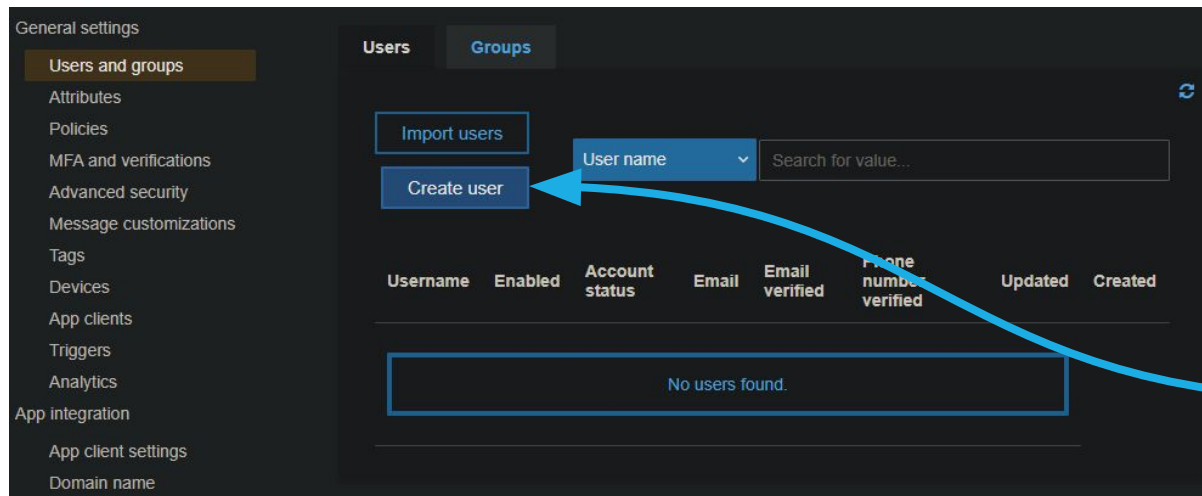 General settings
Users and groups
Attributes
Policies
MFA and verifications
Advanced security
Message customizations
Tags
Devices
App clients
Triggers
Analytics
App integration
App client settings
Domain name
Users
Groups
Import users
Create user
User name
Search for value...
Username
Enabled
Account
status
Email
Email
verified
Phone
number
verified
Updated
Created
No users found.